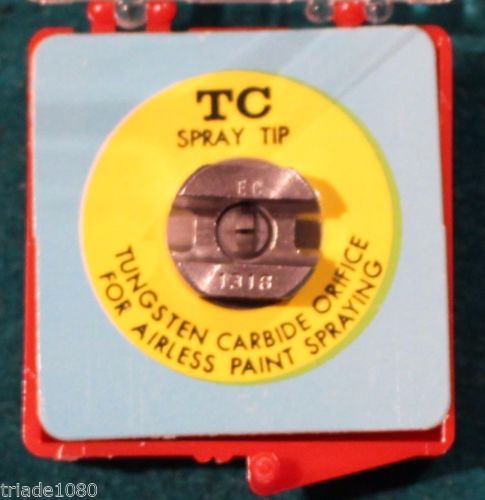 TC
SPRAY TIP
EC
1318
TUNGSTEN CARBIDE ORIFICE
FOR AIRLESS PAINT SPRAYING
triade1080